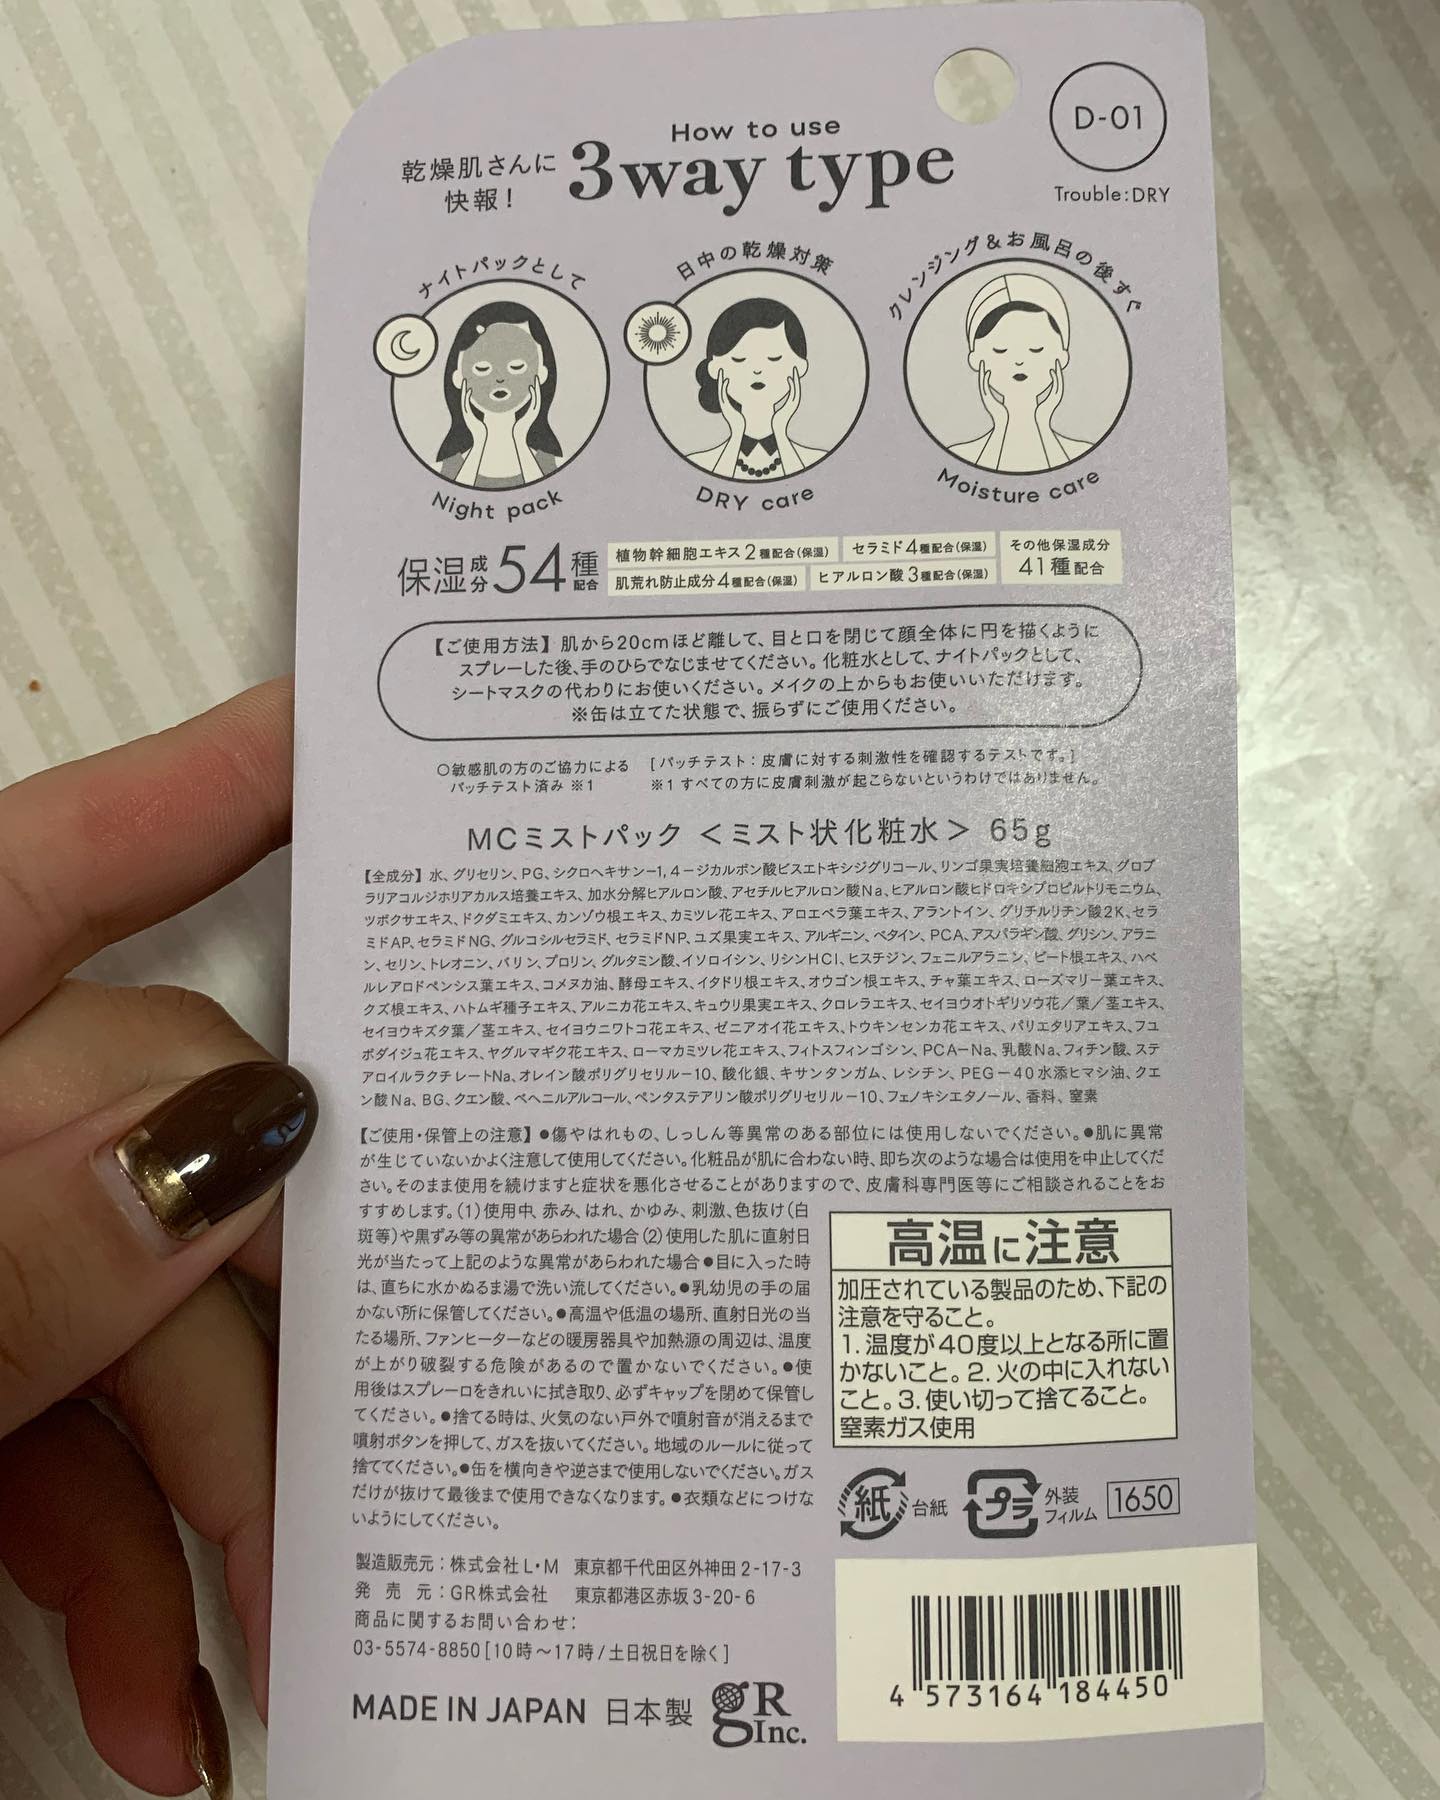 How to use
乾燥肌さんに
快報!
3way type
D-01
Trouble:DRY
ナイトパックとして
Night pack
日中の乾燥対策
DRY care
クレンジング&お風呂の後すぐ
Moisture care
保湿成分54種配合
植物幹細胞エキス2種配合(保湿)
セラミド4種配合(保湿)
肌荒れ防止成分4種配合(保湿)
ヒアルロン酸3種配合(保湿)
その他保湿成分
41種配合
【ご使用方法】肌から20cmほど離して、目と口を閉じて顔全体に円を描くように
スプレーした後、手のひらでなじませてください。化粧水として、ナイトパックとして、
シートマスクの代わりにお使いください。メイクの上からもお使いいただけます。
※缶は立てた状態で、振らずにご使用ください。
○敏感肌の方のご協力による
パッチテスト済み ※1
[パッチテスト:皮膚に対する刺激性を確認するテストです。]
※1 すべての方に皮膚刺激が起こらないというわけではありません。
MCミストパック <ミスト状化粧水> 65g
【全成分】水、グリセリン、PG、シクロヘキサン-1,4-ジカルボン酸ビスエトキシジグリコール、リンゴ果実培養細胞エキス、グロブ
ラリアコルジホリアカルス培養エキス、加水分解ヒアルロン酸、アセチルヒアルロン酸Na、ヒアルロン酸ヒドロキシプロピルトリモニウム、
ツボクサエキス、ドクダミエキス、カンゾウ根エキス、カミツレ花エキス、アロエベラ葉エキス、アラントイン、グリチルリチン酸2K、セラ
ミドAP、セラミドNG、グルコシルセラミド、セラミドNP、ユズ果実エキス、アルギニン、ベタイン、PCA、アスパラギン酸、グリシン、アラニ
ン、セリン、トレオニン、バリン、プロリン、グルタミン酸、イソロイシン、リシンHCl、ヒスチジン、フェニルアラニン、ビート根エキス、ハベ
ルレアロドペンシス葉エキス、コメヌカ油、酵母エキス、イタドリ根エキス、オウゴン根エキス、チャ葉エキス、ローズマリー葉エキス、
クズ根エキス、ハトムギ種子エキス、アルニカ花エキス、キュウリ果実エキス、クロレラエキス、セイヨウオトギリソウ花/葉/茎エキス、
セイヨウキズタ葉/茎エキス、セイヨウニワトコ花エキス、ゼニアオイ花エキス、トウキンセンカ花エキス、パリエタリアエキス、フユ
ボダイジュ花エキス、ヤグルマギク花エキス、ローマカミツレ花エキス、フィトスフィンゴシン、PCA-Na、乳酸Na、フィチン酸、ステ
アロイルラクチレートNa、オレイン酸ポリグリセリル-10、酸化銀、キサンタンガム、レシチン、PEG-40水添ヒマシ油、クエ
ン酸Na、BG、クエン酸、ベヘニルアルコール、ペンタステアリン酸ポリグリセリル-10、フェノキシエタノール、香料、窒素
【ご使用・保管上の注意】●傷やはれもの、しっしん等異常のある部位には使用しないでください。●肌に異常
が生じていないかよく注意して使用してください。化粧品が肌に合わない時、即ち次のような場合は使用を中止してくだ
さい。そのまま使用を続けますと症状を悪化させることがありますので、皮膚科専門医等にご相談されることをお
すすめします。(1)使用中、赤み、はれ、かゆみ、刺激、色抜け(白
斑等)や黒ずみ等の異常があらわれた場合(2)使用した肌に直射日
光が当たって上記のような異常があらわれた場合●目に入った時
は、直ちに水かぬるま湯で洗い流してください。●乳幼児の手の届
かない所に保管してください。●高温や低温の場所、直射日光の当
たる場所、ファンヒーターなどの暖房器具や加熱源の周辺は、温度
が上がり破裂する危険があるので置かないでください。●使
用後はスプレー口をきれいに拭き取り、必ずキャップを閉めて保管し
てください。●捨てる時は、火気のない戸外で噴射音が消えるまで
噴射ボタンを押して、ガスを抜いてください。地域のルールに従って
捨ててください。●缶を横向きや逆さまで使用しないでください。ガス
だけが抜けて最後まで使用できなくなります。●衣類などにつけな
いようにしてください。
高温に注意
加圧されている製品のため、下記の
注意を守ること。
1.温度が40度以上となる所に置
かないこと。2.火の中に入れない
こと。3.使い切って捨てること。
窒素ガス使用
紙 台紙
プラ 外装
フィルム
1650
製造販売元:株式会社L・M 東京都千代田区外神田2-17-3
発 売 元:GR株式会社 東京都港区赤坂3-20-6
商品に関するお問い合わせ:
03-5574-8850[10時〜17時/土日祝日を除く]
MADE IN JAPAN 日本製
gR
Inc.
4 573164 184450